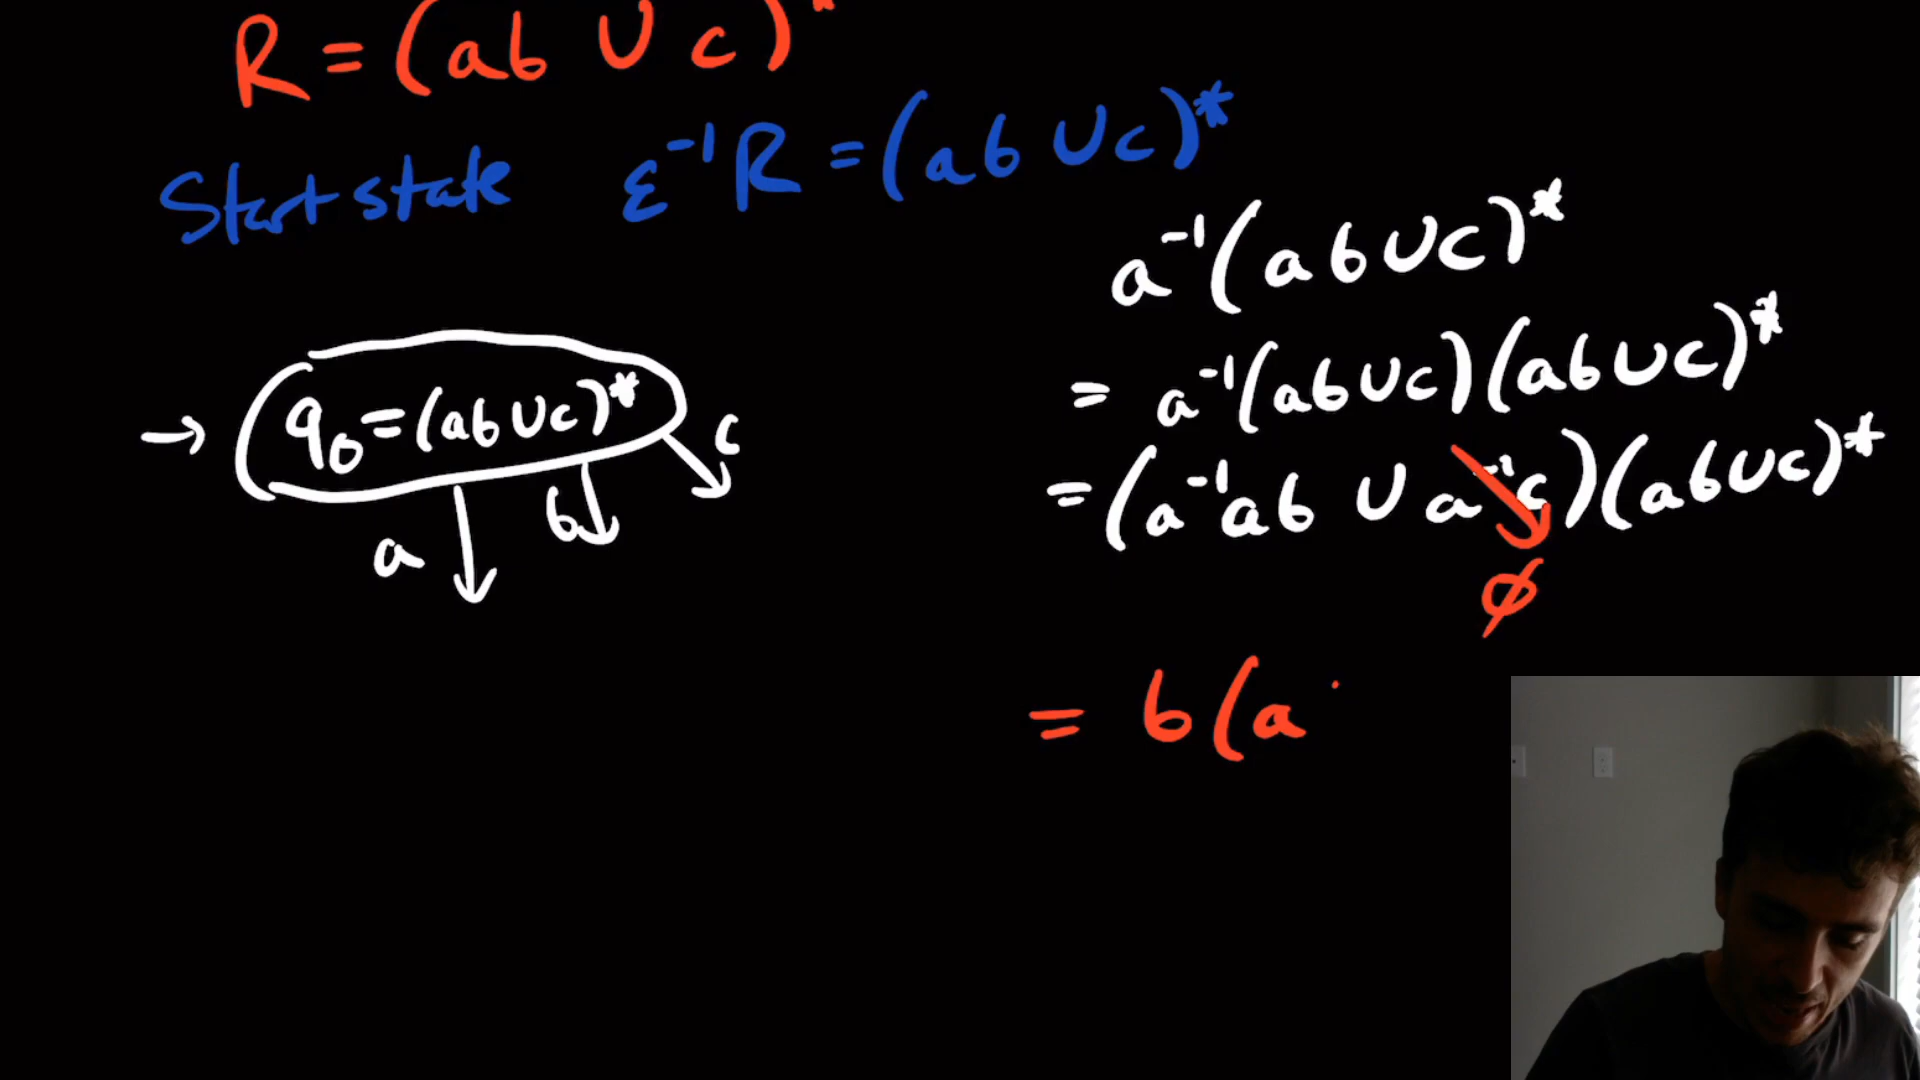 R = (ab ∪ c)*
Start state ε⁻¹R = (ab ∪ c)*
a⁻¹(ab ∪ c)*
= a⁻¹(ab ∪ c)(ab ∪ c)*
= (a⁻¹ab ∪ a⁻¹c)(ab ∪ c)*
∅
= b(a
→ q₀ = (ab ∪ c)*
a
b
c